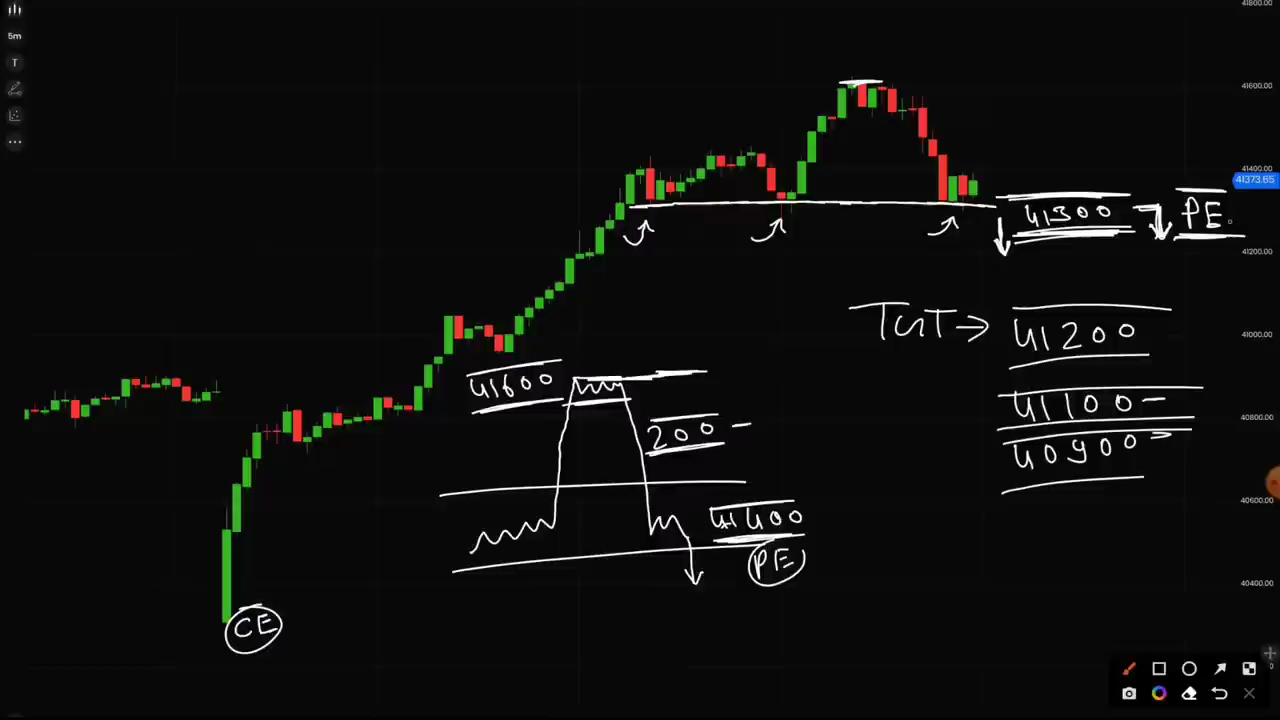 41800.00
5m
T
41600.00
41400.00
41373.65
41300
PE
41200.00
TGT → 41200
41000.00
41600
41100 -
200 -
40800.00
40900 -
40600.00
41400
PE
40400.00
CE